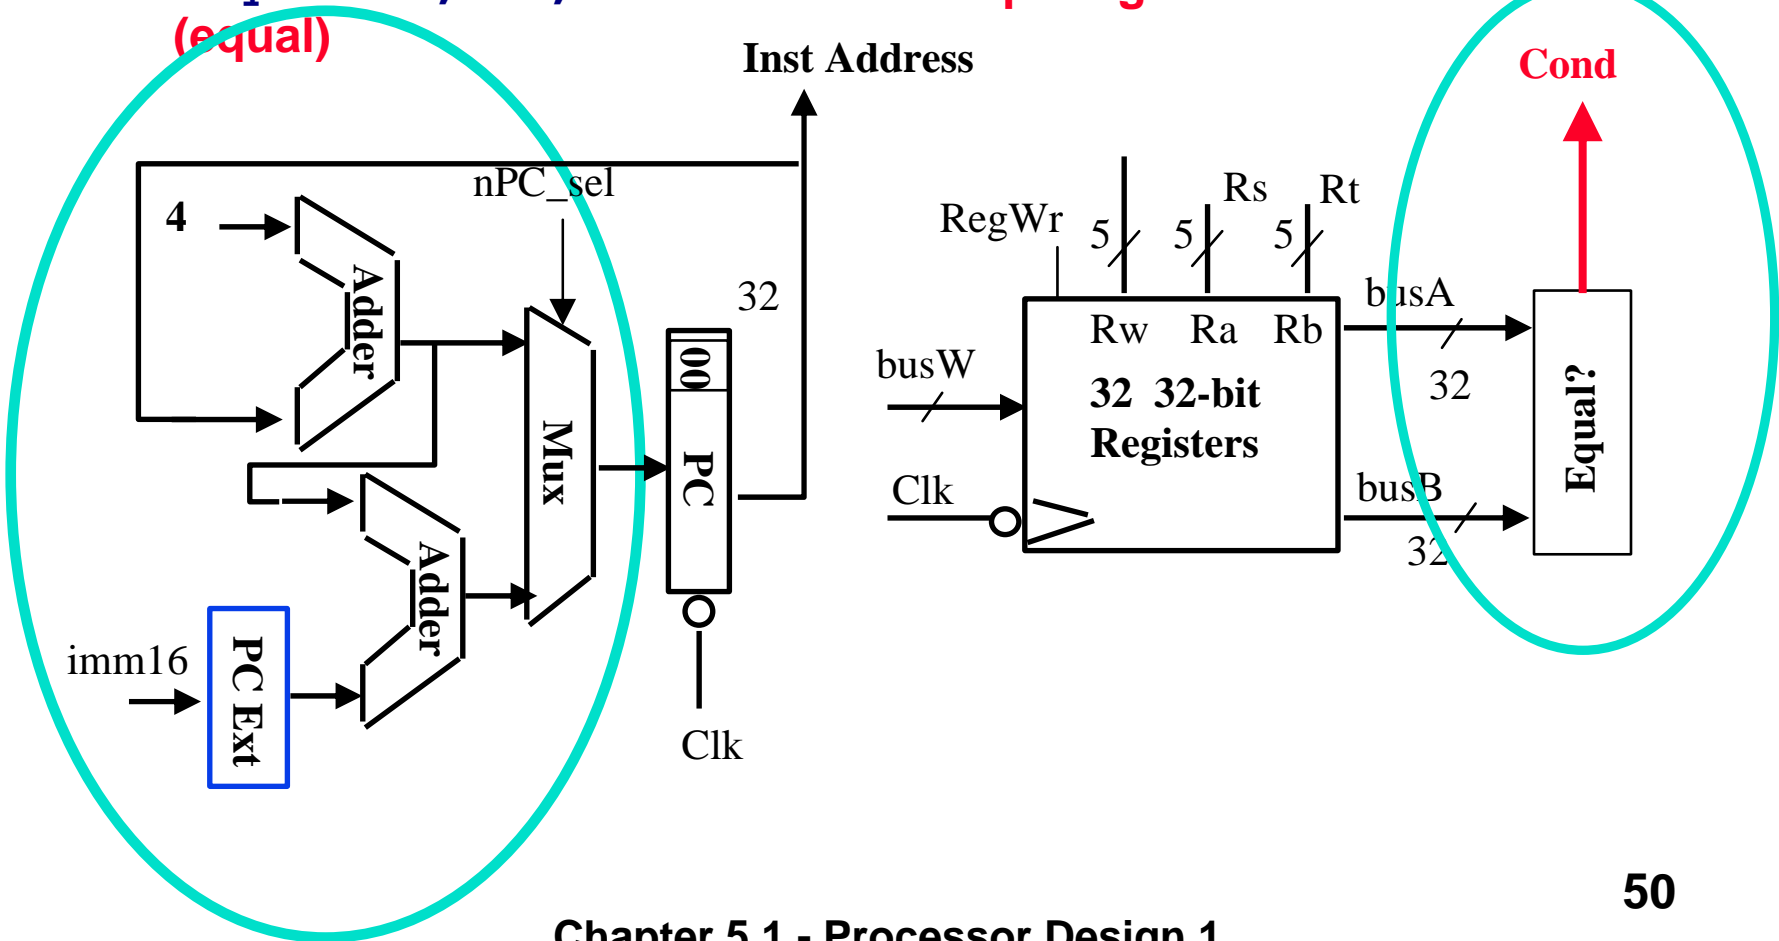 (equal)
Inst Address
Cond
nPC_sel
4
Adder
32
RegWr
5
5
Rs
5
Rt
busA
Rw Ra Rb
busW
32 32-bit
Registers
32
Equal?
00
PC
Mux
Clk
busB
32
Adder
imm16
PC Ext
Clk
50
Chapter 5.1 - Processor Design 1